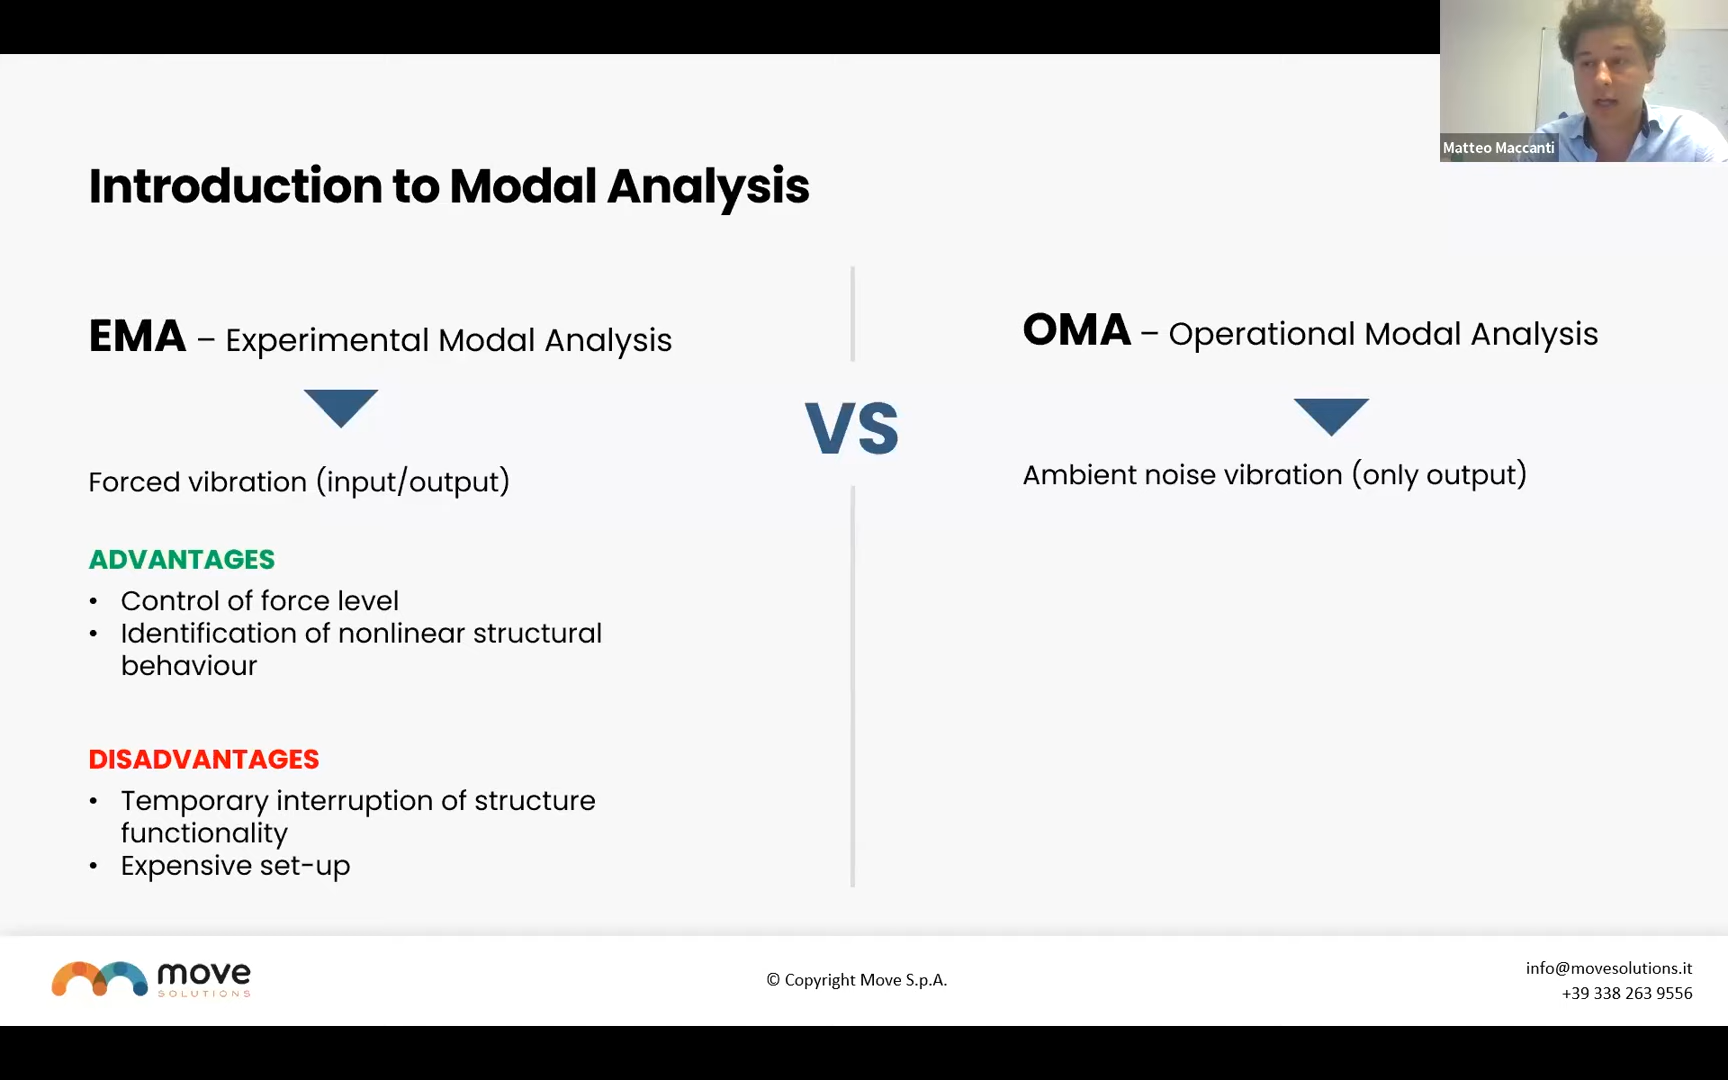 Matteo Maccanti
Introduction to Modal Analysis
EMA – Experimental Modal Analysis
Forced vibration (input/output)
ADVANTAGES
• Control of force level
• Identification of nonlinear structural
behaviour
DISADVANTAGES
• Temporary interruption of structure
functionality
• Expensive set-up
VS
OMA – Operational Modal Analysis
Ambient noise vibration (only output)
move
SOLUTIONS
© Copyright Move S.p.A.
info@movesolutions.it
+39 338 263 9556